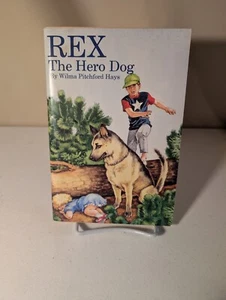 REX
The Hero Dog
By Wilma Pitchford Hays